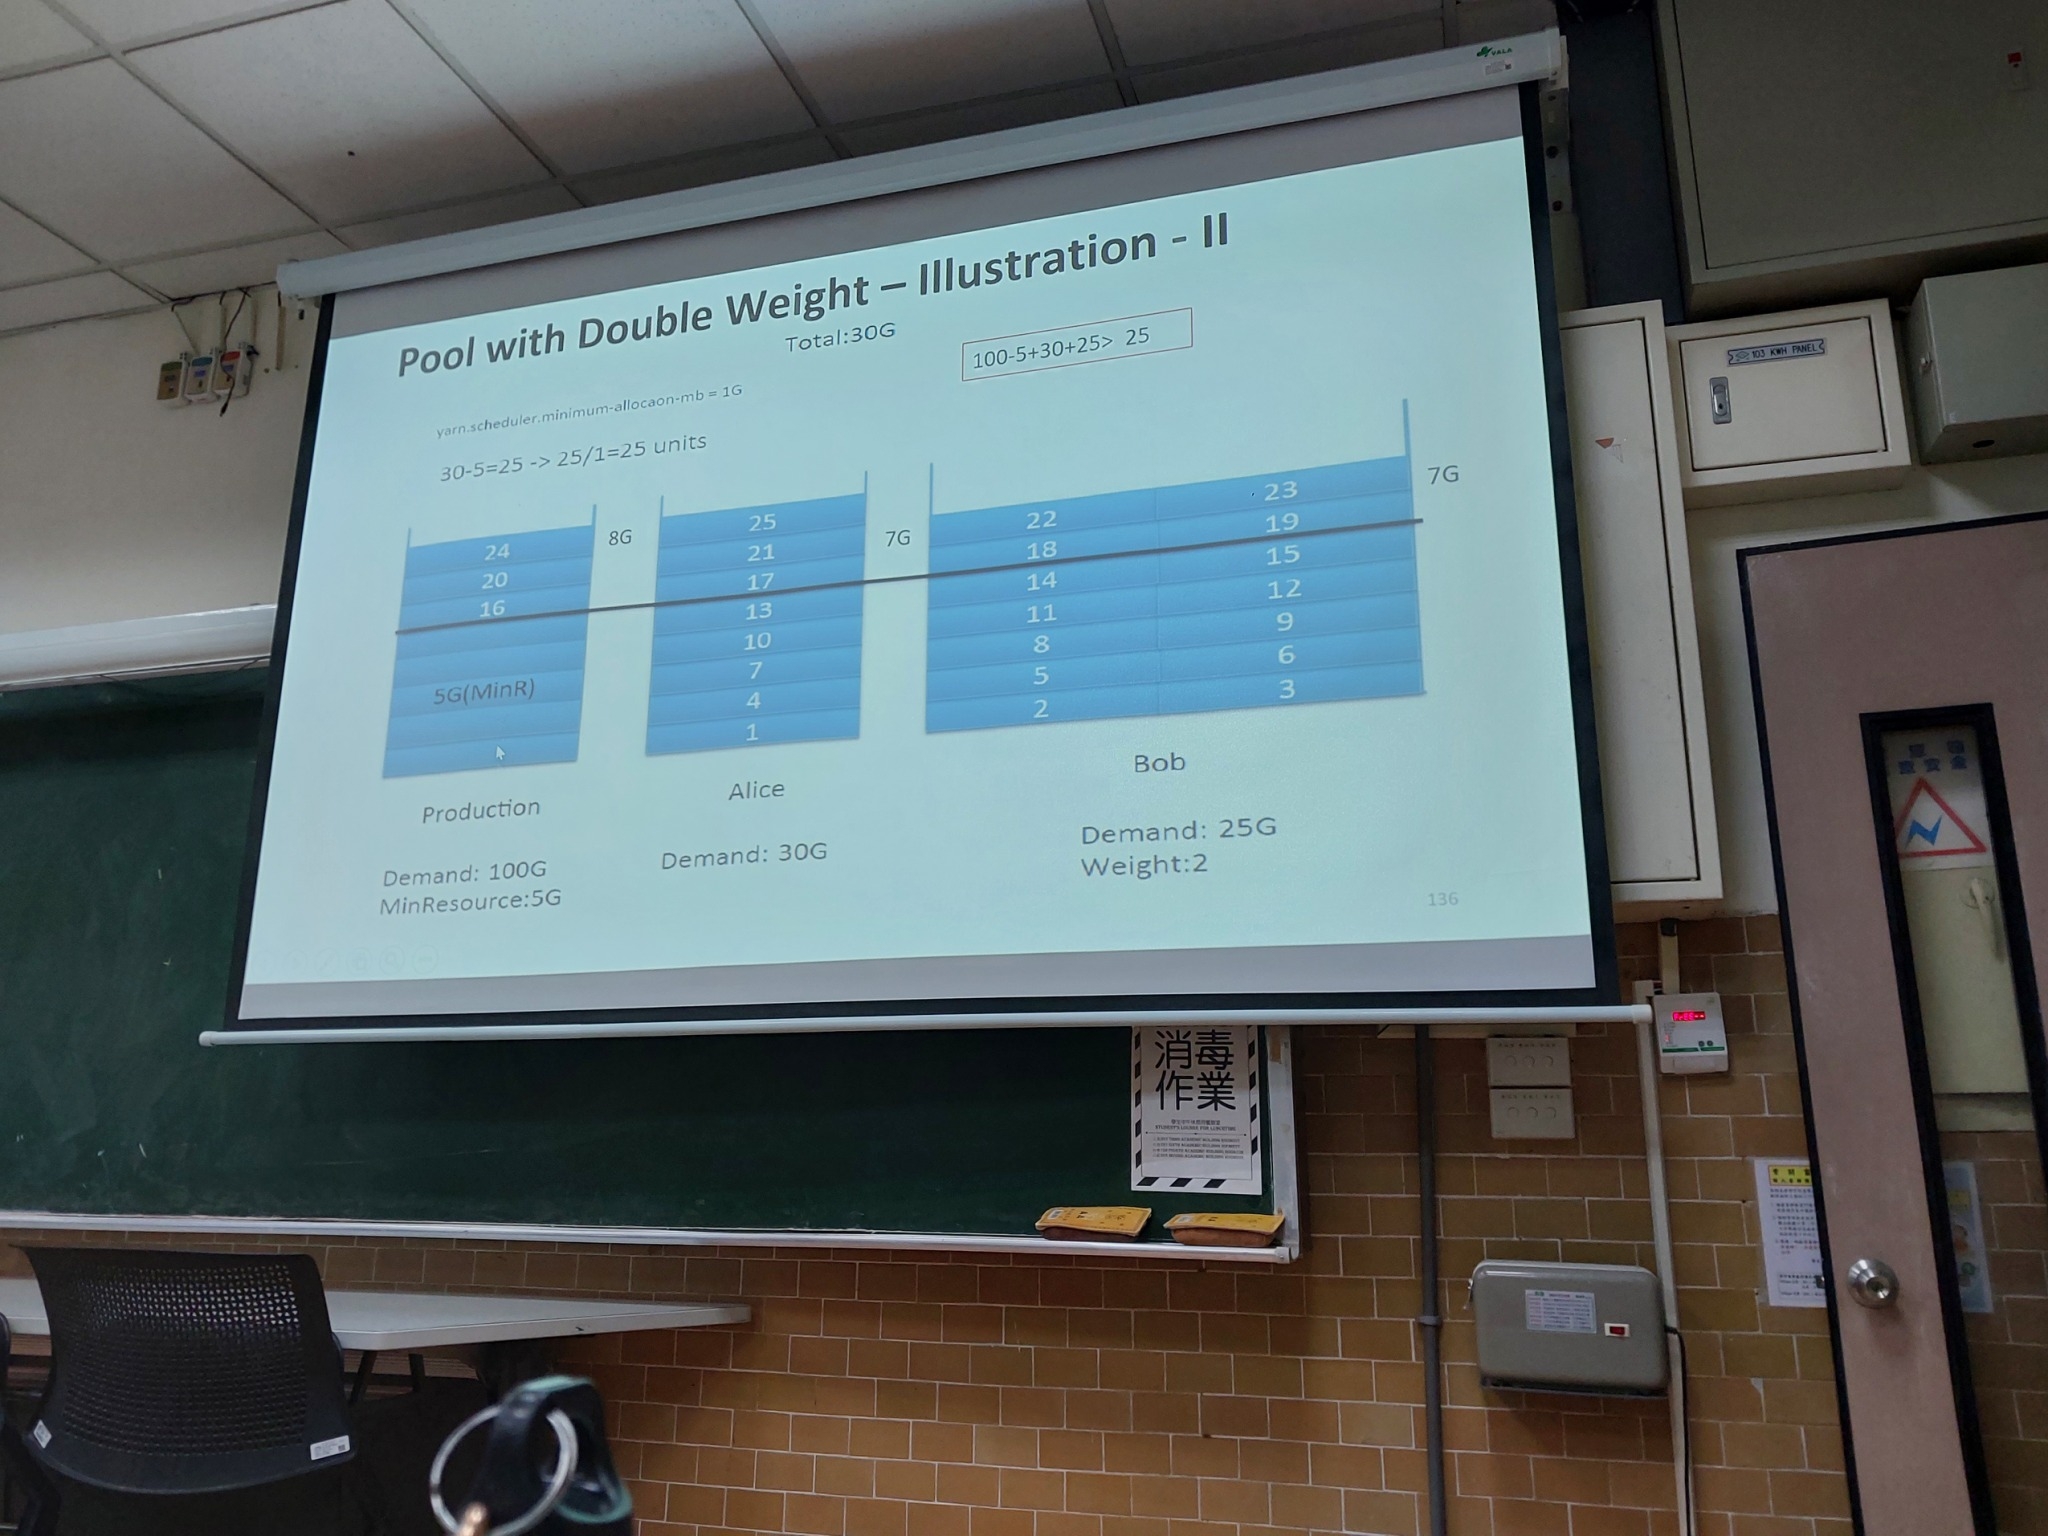 VALA
Pool with Double Weight – Illustration - II
Total:30G
100-5+30+25> 25
yarn.scheduler.minimum-allocaon-mb = 1G
30-5=25 -> 25/1=25 units
24
20
16
5G(MinR)
8G
25
21
17
13
10
7
4
1
7G
22 23
18 19
14 15
11 12
8 9
5 6
2 3
7G
Production
Alice
Bob
Demand: 100G
MinResource:5G
Demand: 30G
Demand: 25G
Weight:2
136
103 KWH PANEL
消毒
作業